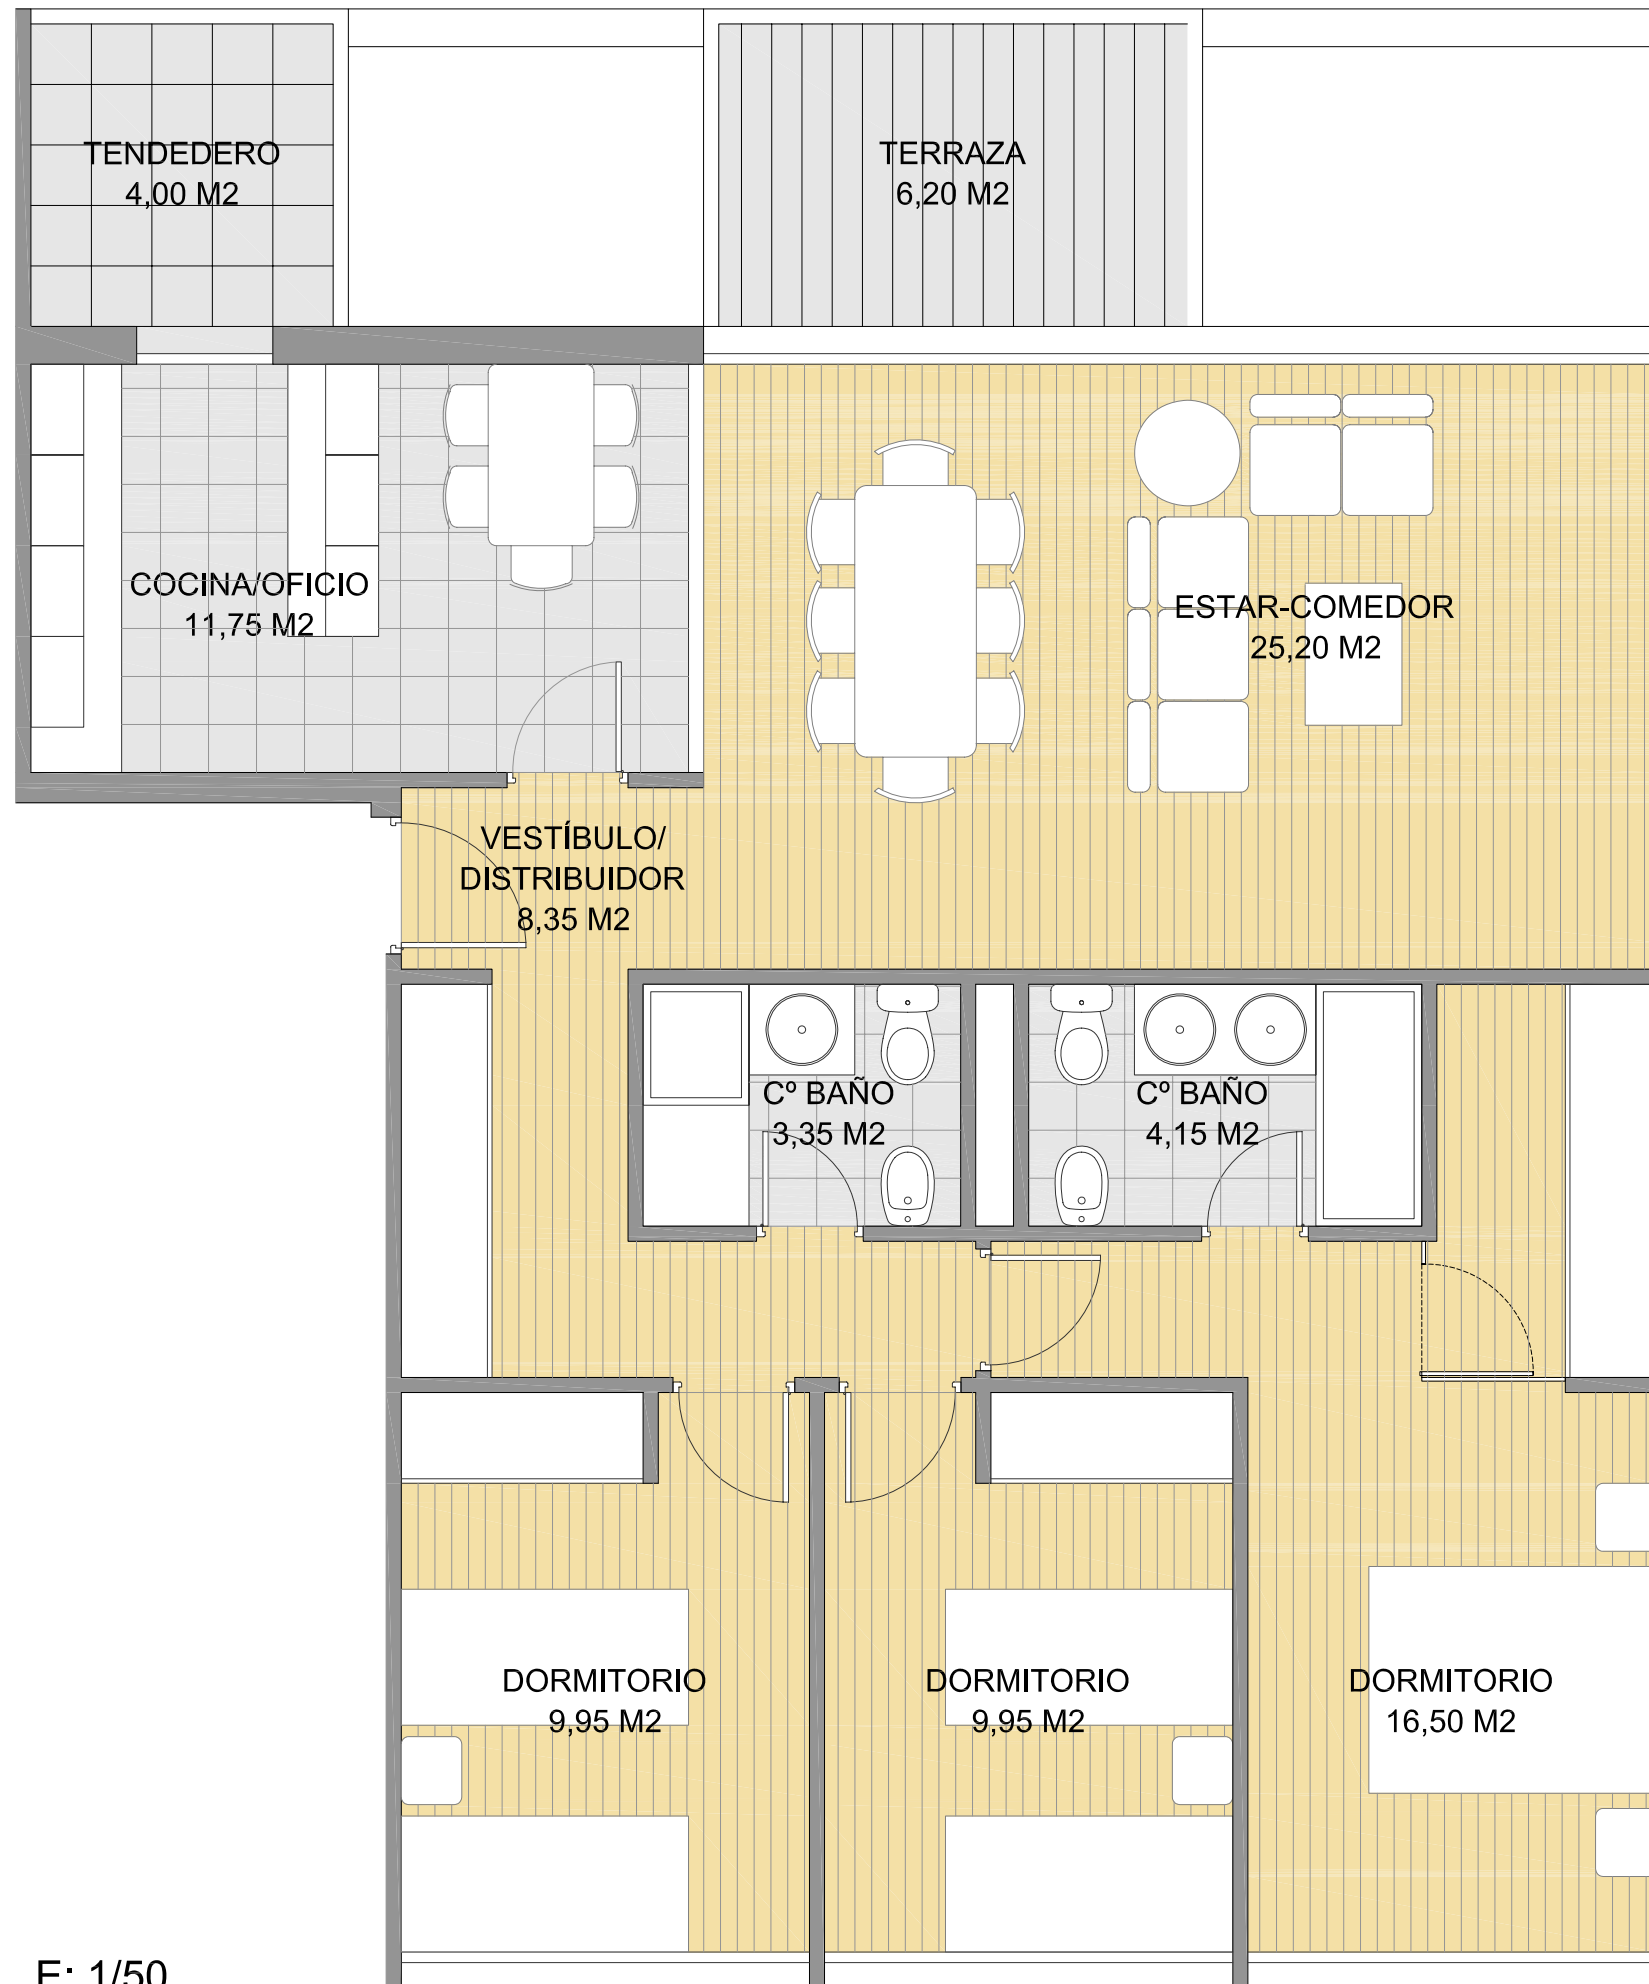 TENDEDERO
4,00 M2
TERRAZA
6,20 M2
COCINA/OFICIO
11,75 M2
ESTAR-COMEDOR
25,20 M2
VESTÍBULO/
DISTRIBUIDOR
8,35 M2
Cº BAÑO
3,35 M2
Cº BAÑO
4,15 M2
DORMITORIO
9,95 M2
DORMITORIO
9,95 M2
DORMITORIO
16,50 M2
E: 1/50